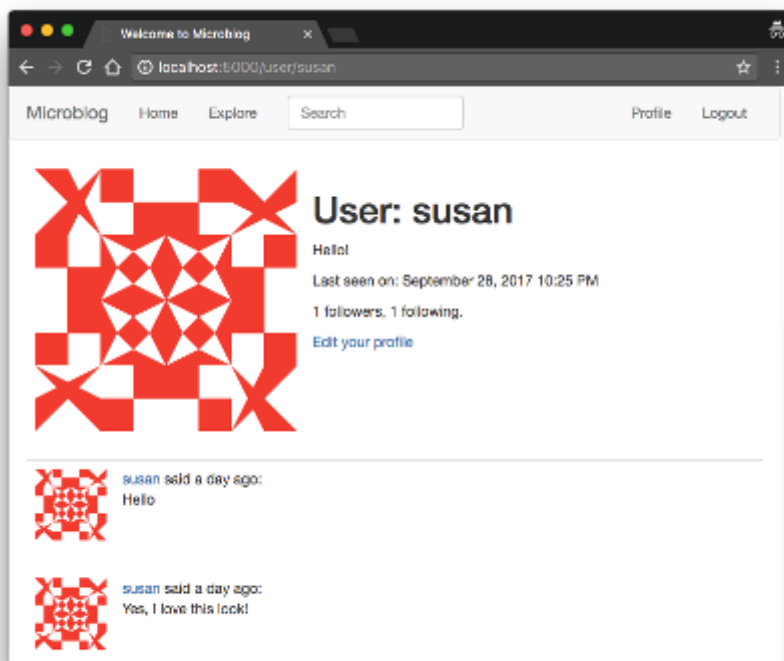 Welcome to Microblog
localhost:5000/user/susan
Microblog Home Explore Search Profile Logout
User: susan
Hello!
Last seen on: September 28, 2017 10:25 PM
1 followers, 1 following.
Edit your profile
susan said a day ago:
Hello
susan said a day ago:
Yes, I love this look!